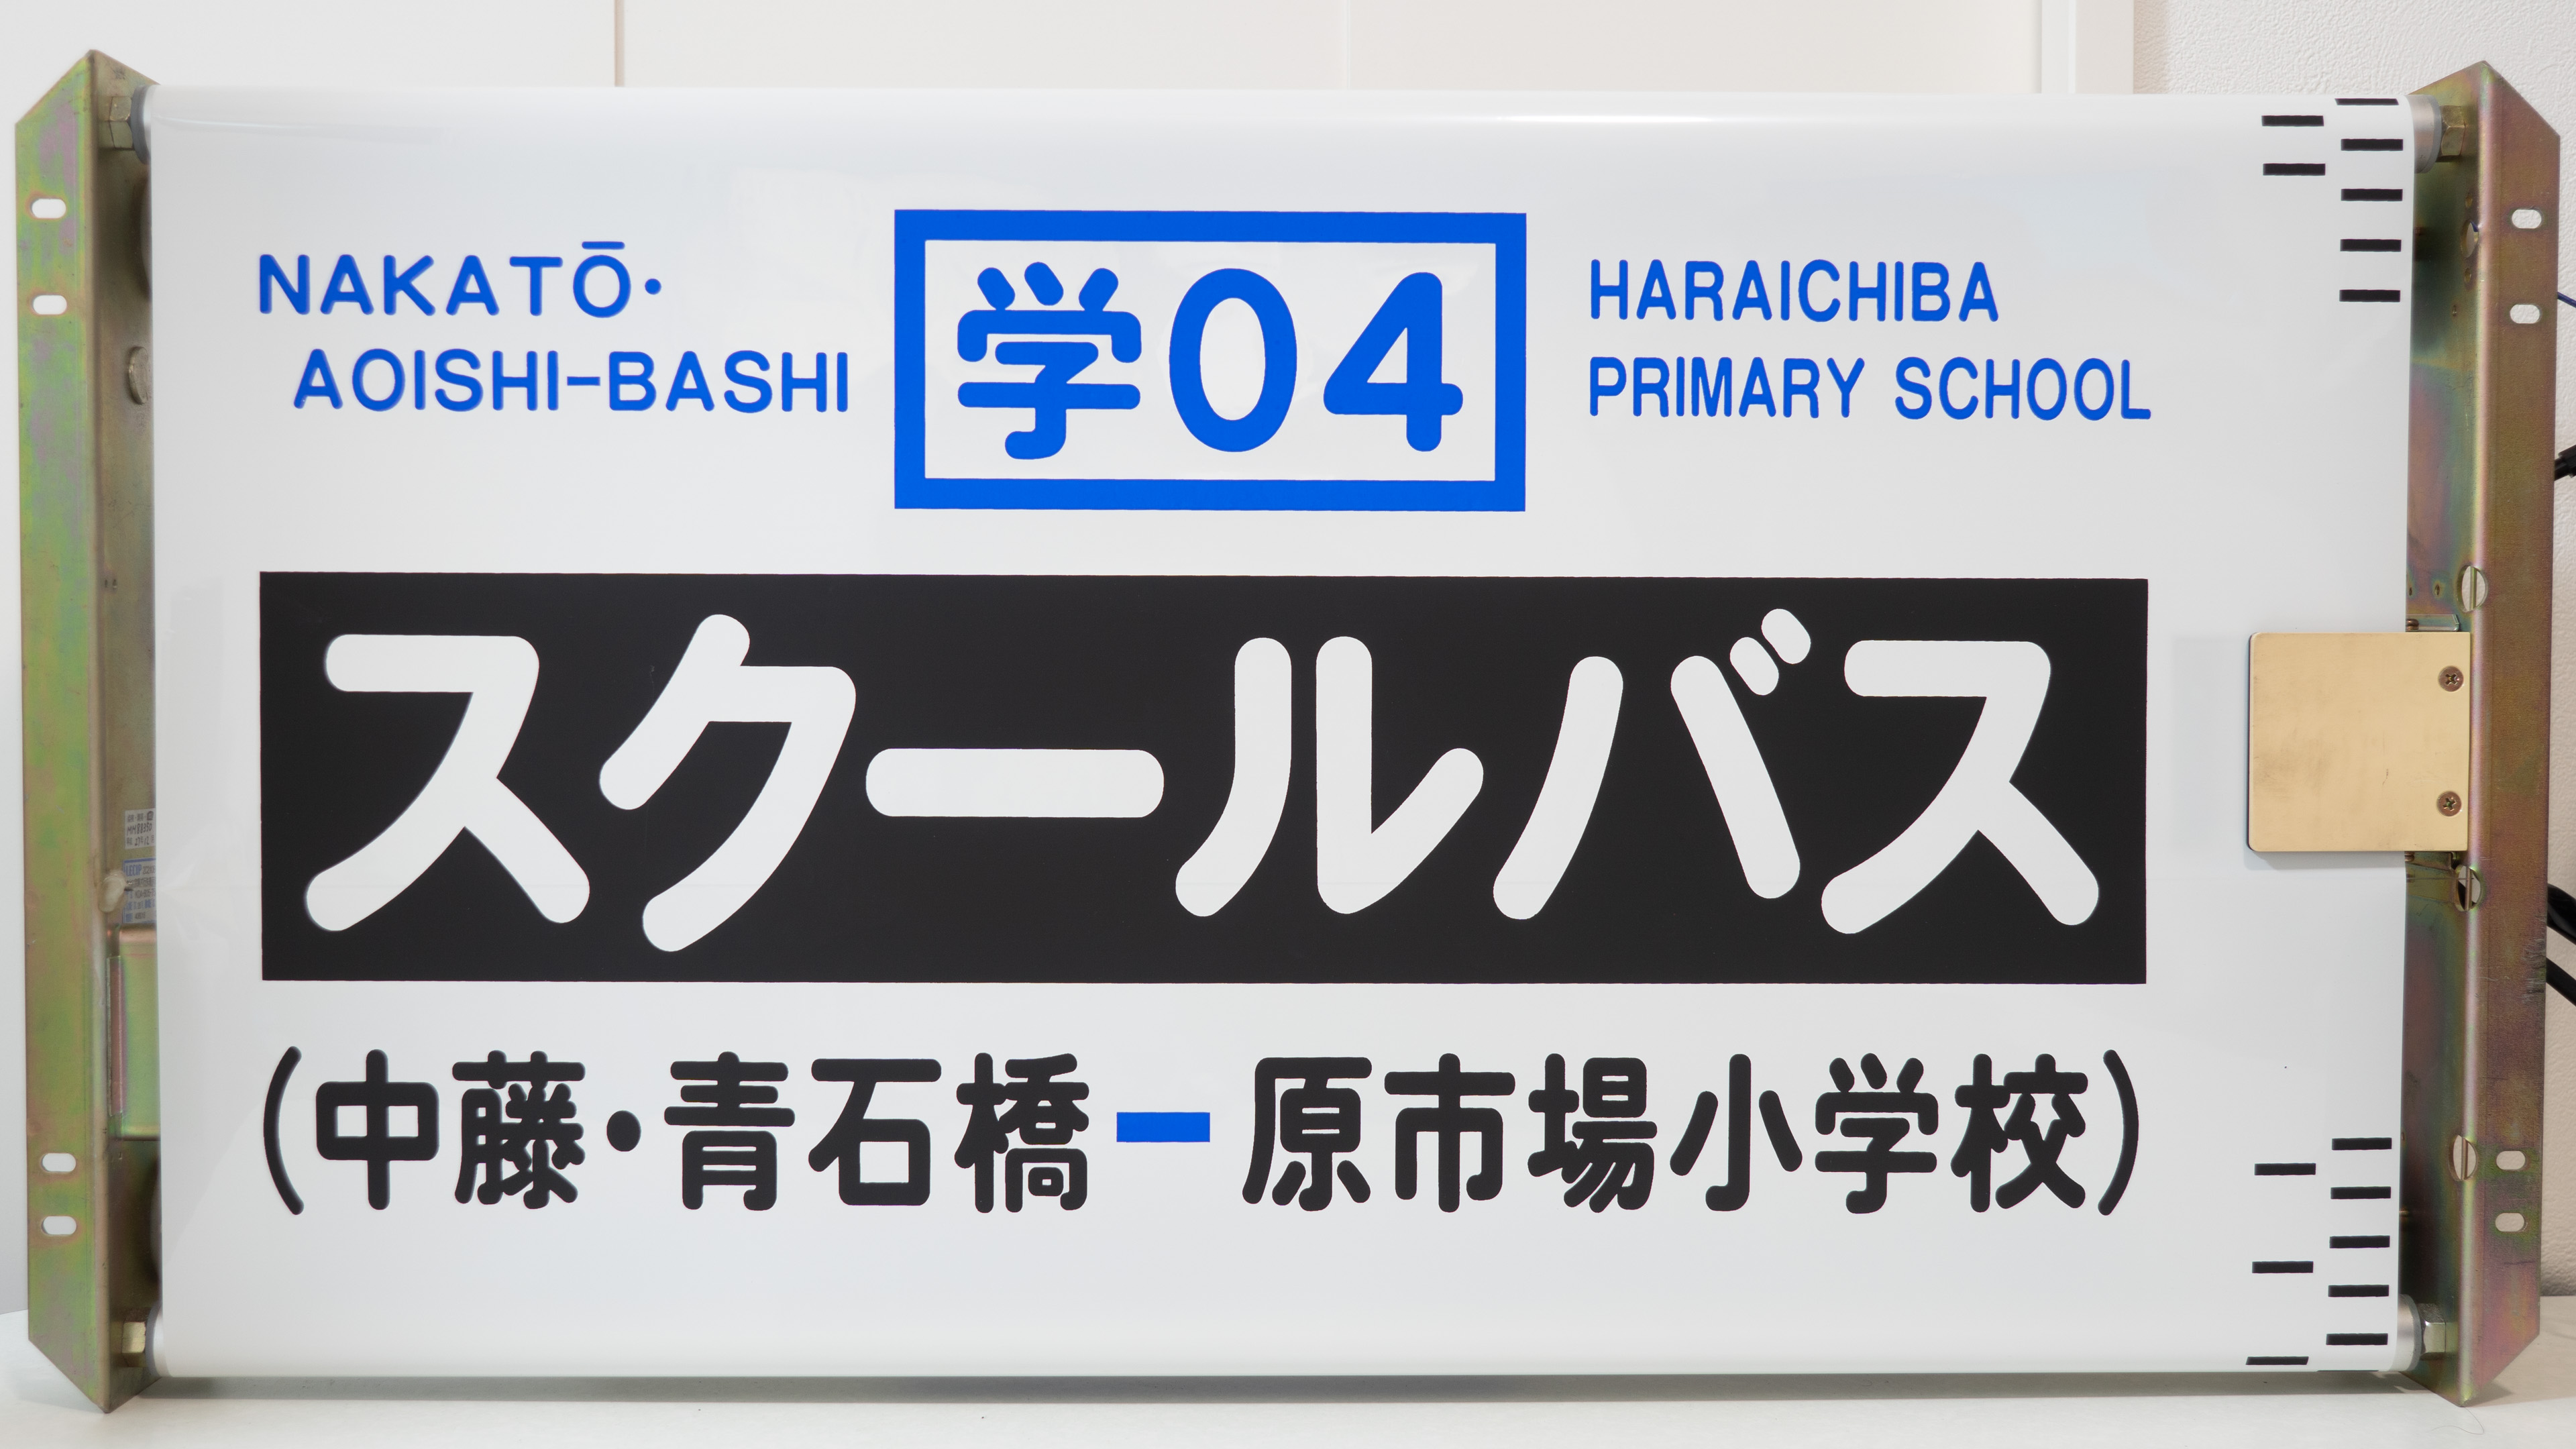 NAKATŌ・
AOISHI-BASHI
学04
HARAICHIBA
PRIMARY SCHOOL
スクールバス
(中藤・青石橋ー原市場小学校)